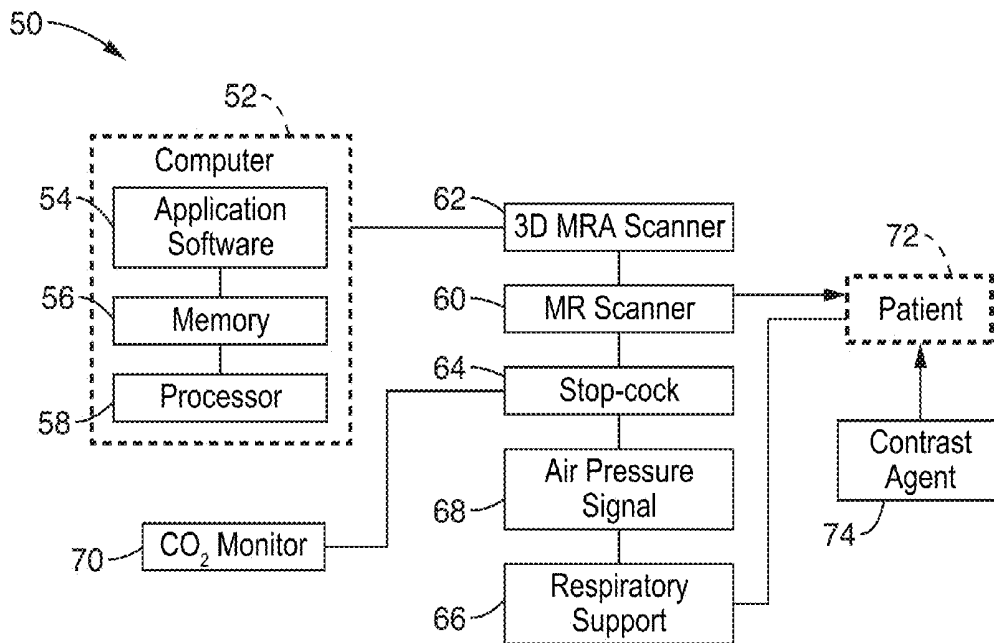 50
52
Computer
54
Application
Software
56
Memory
58
Processor
62
3D MRA Scanner
60
MR Scanner
72
Patient
64
Stop-cock
Contrast
Agent
74
Air Pressure
Signal
68
70
CO₂ Monitor
Respiratory
Support
66